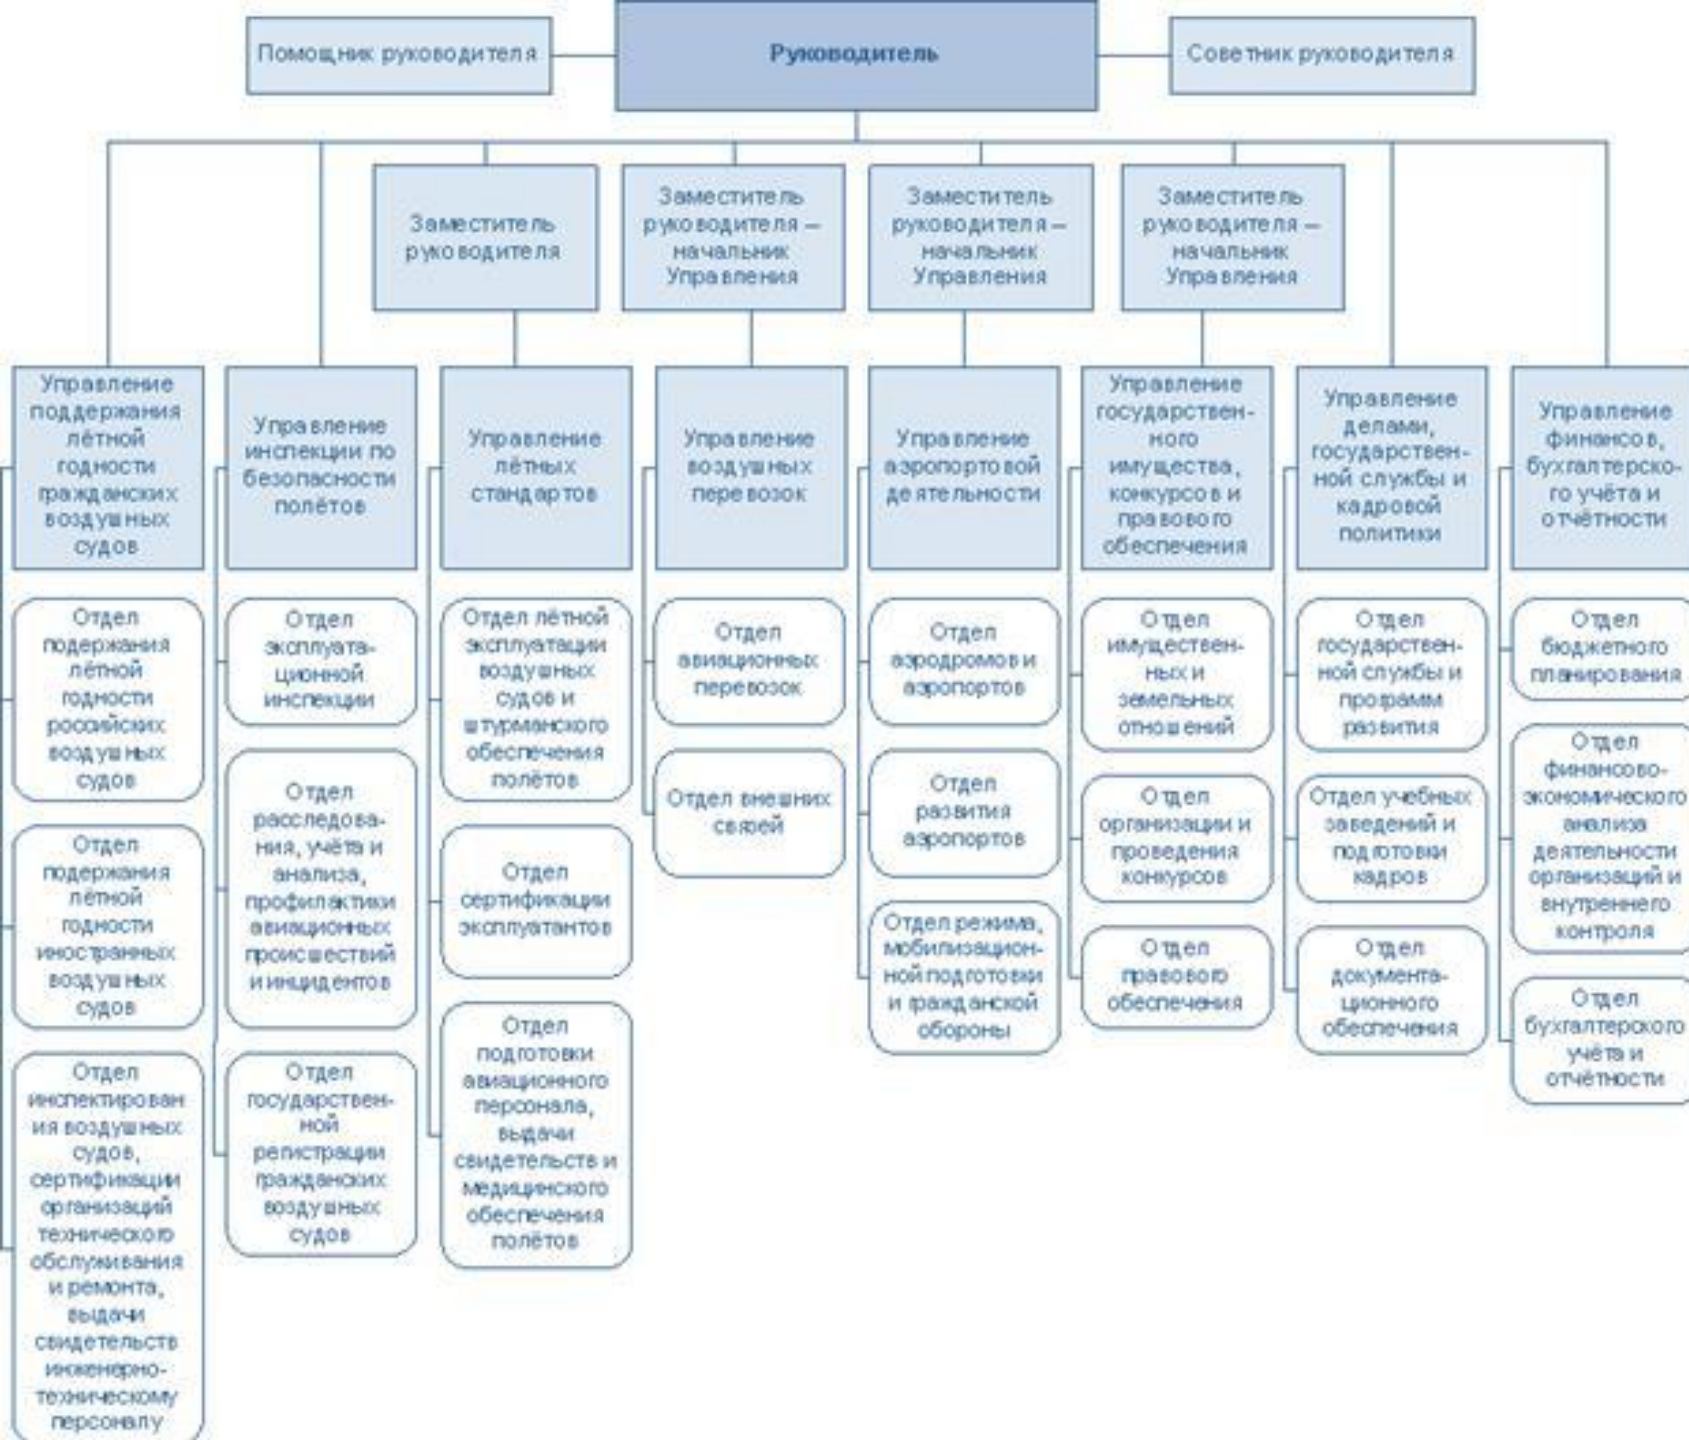 Помощник руководителя
Руководитель
Советник руководителя
Заместитель
руководителя
Заместитель
руководителя –
начальник
Управления
Заместитель
руководителя –
начальник
Управления
Заместитель
руководителя –
начальник
Управления
Управление
поддержания
лётной
годности
гражданских
воздушных
судов
Управление
инспекции по
безопасности
полётов
Управление
лётных
стандартов
Управление
воздушных
перевозок
Управление
аэропортовой
деятельности
Управление
государствен-
ного
имущества,
конкурсов и
правового
обеспечения
Управление
делами,
государствен-
ной службы и
кадровой
политики
Управление
финансов,
бухгалтерско-
го учёта и
отчётности
Отдел
подержания
лётной
годности
российских
воздушных
судов
Отдел
подержания
лётной
годности
иностранных
воздушных
судов
Отдел
инспектирован
ия воздушных
судов,
сертификации
организаций
технического
обслуживания
и ремонта,
выдачи
свидетельств
инженерно-
техническому
персоналу
Отдел
эксплуата-
ционной
инспекции
Отдел
расследова-
ния, учёта и
анализа,
профилактики
авиационных
происшествий
и инцидентов
Отдел
государствен-
ной
регистрации
гражданских
воздушных
судов
Отдел лётной
эксплуатации
воздушных
судов и
штурманского
обеспечения
полётов
Отдел
сертификации
эксплуатантов
Отдел
подготовки
авиационного
персонала,
выдачи
свидетельств и
медицинского
обеспечения
полётов
Отдел
авиационных
перевозок
Отдел внешних
связей
Отдел
аэродромов и
аэропортов
Отдел
развития
аэропортов
Отдел режима,
мобилизацион-
ной подготовки
и гражданской
обороны
Отдел
имуществен-
ных и
земельных
отношений
Отдел
организации и
проведения
конкурсов
Отдел
правового
обеспечения
Отдел
государствен-
ной службы и
программ
развития
Отдел учебных
заведений и
подготовки
кадров
Отдел
документа-
ционного
обеспечения
Отдел
бюджетного
планирования
Отдел
финансово-
экономического
анализа
деятельности
организаций и
внутреннего
контроля
Отдел
бухгалтерского
учёта и
отчётности